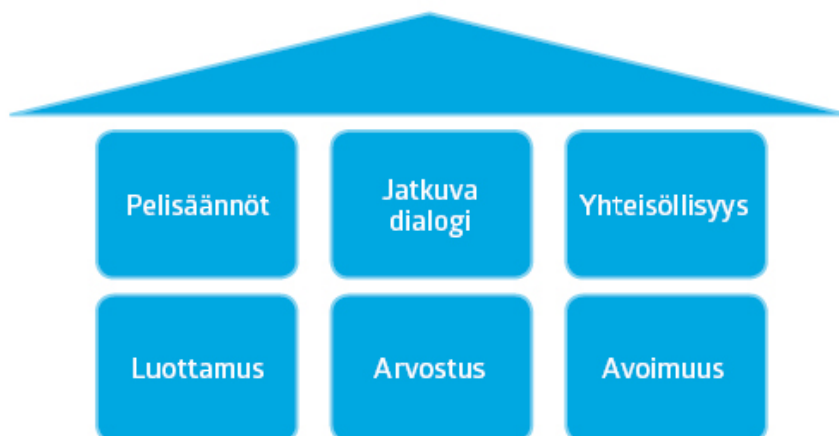 Pelisäännöt
Jatkuva
dialogi
Yhteisöllisyys
Luottamus
Arvostus
Avoimuus